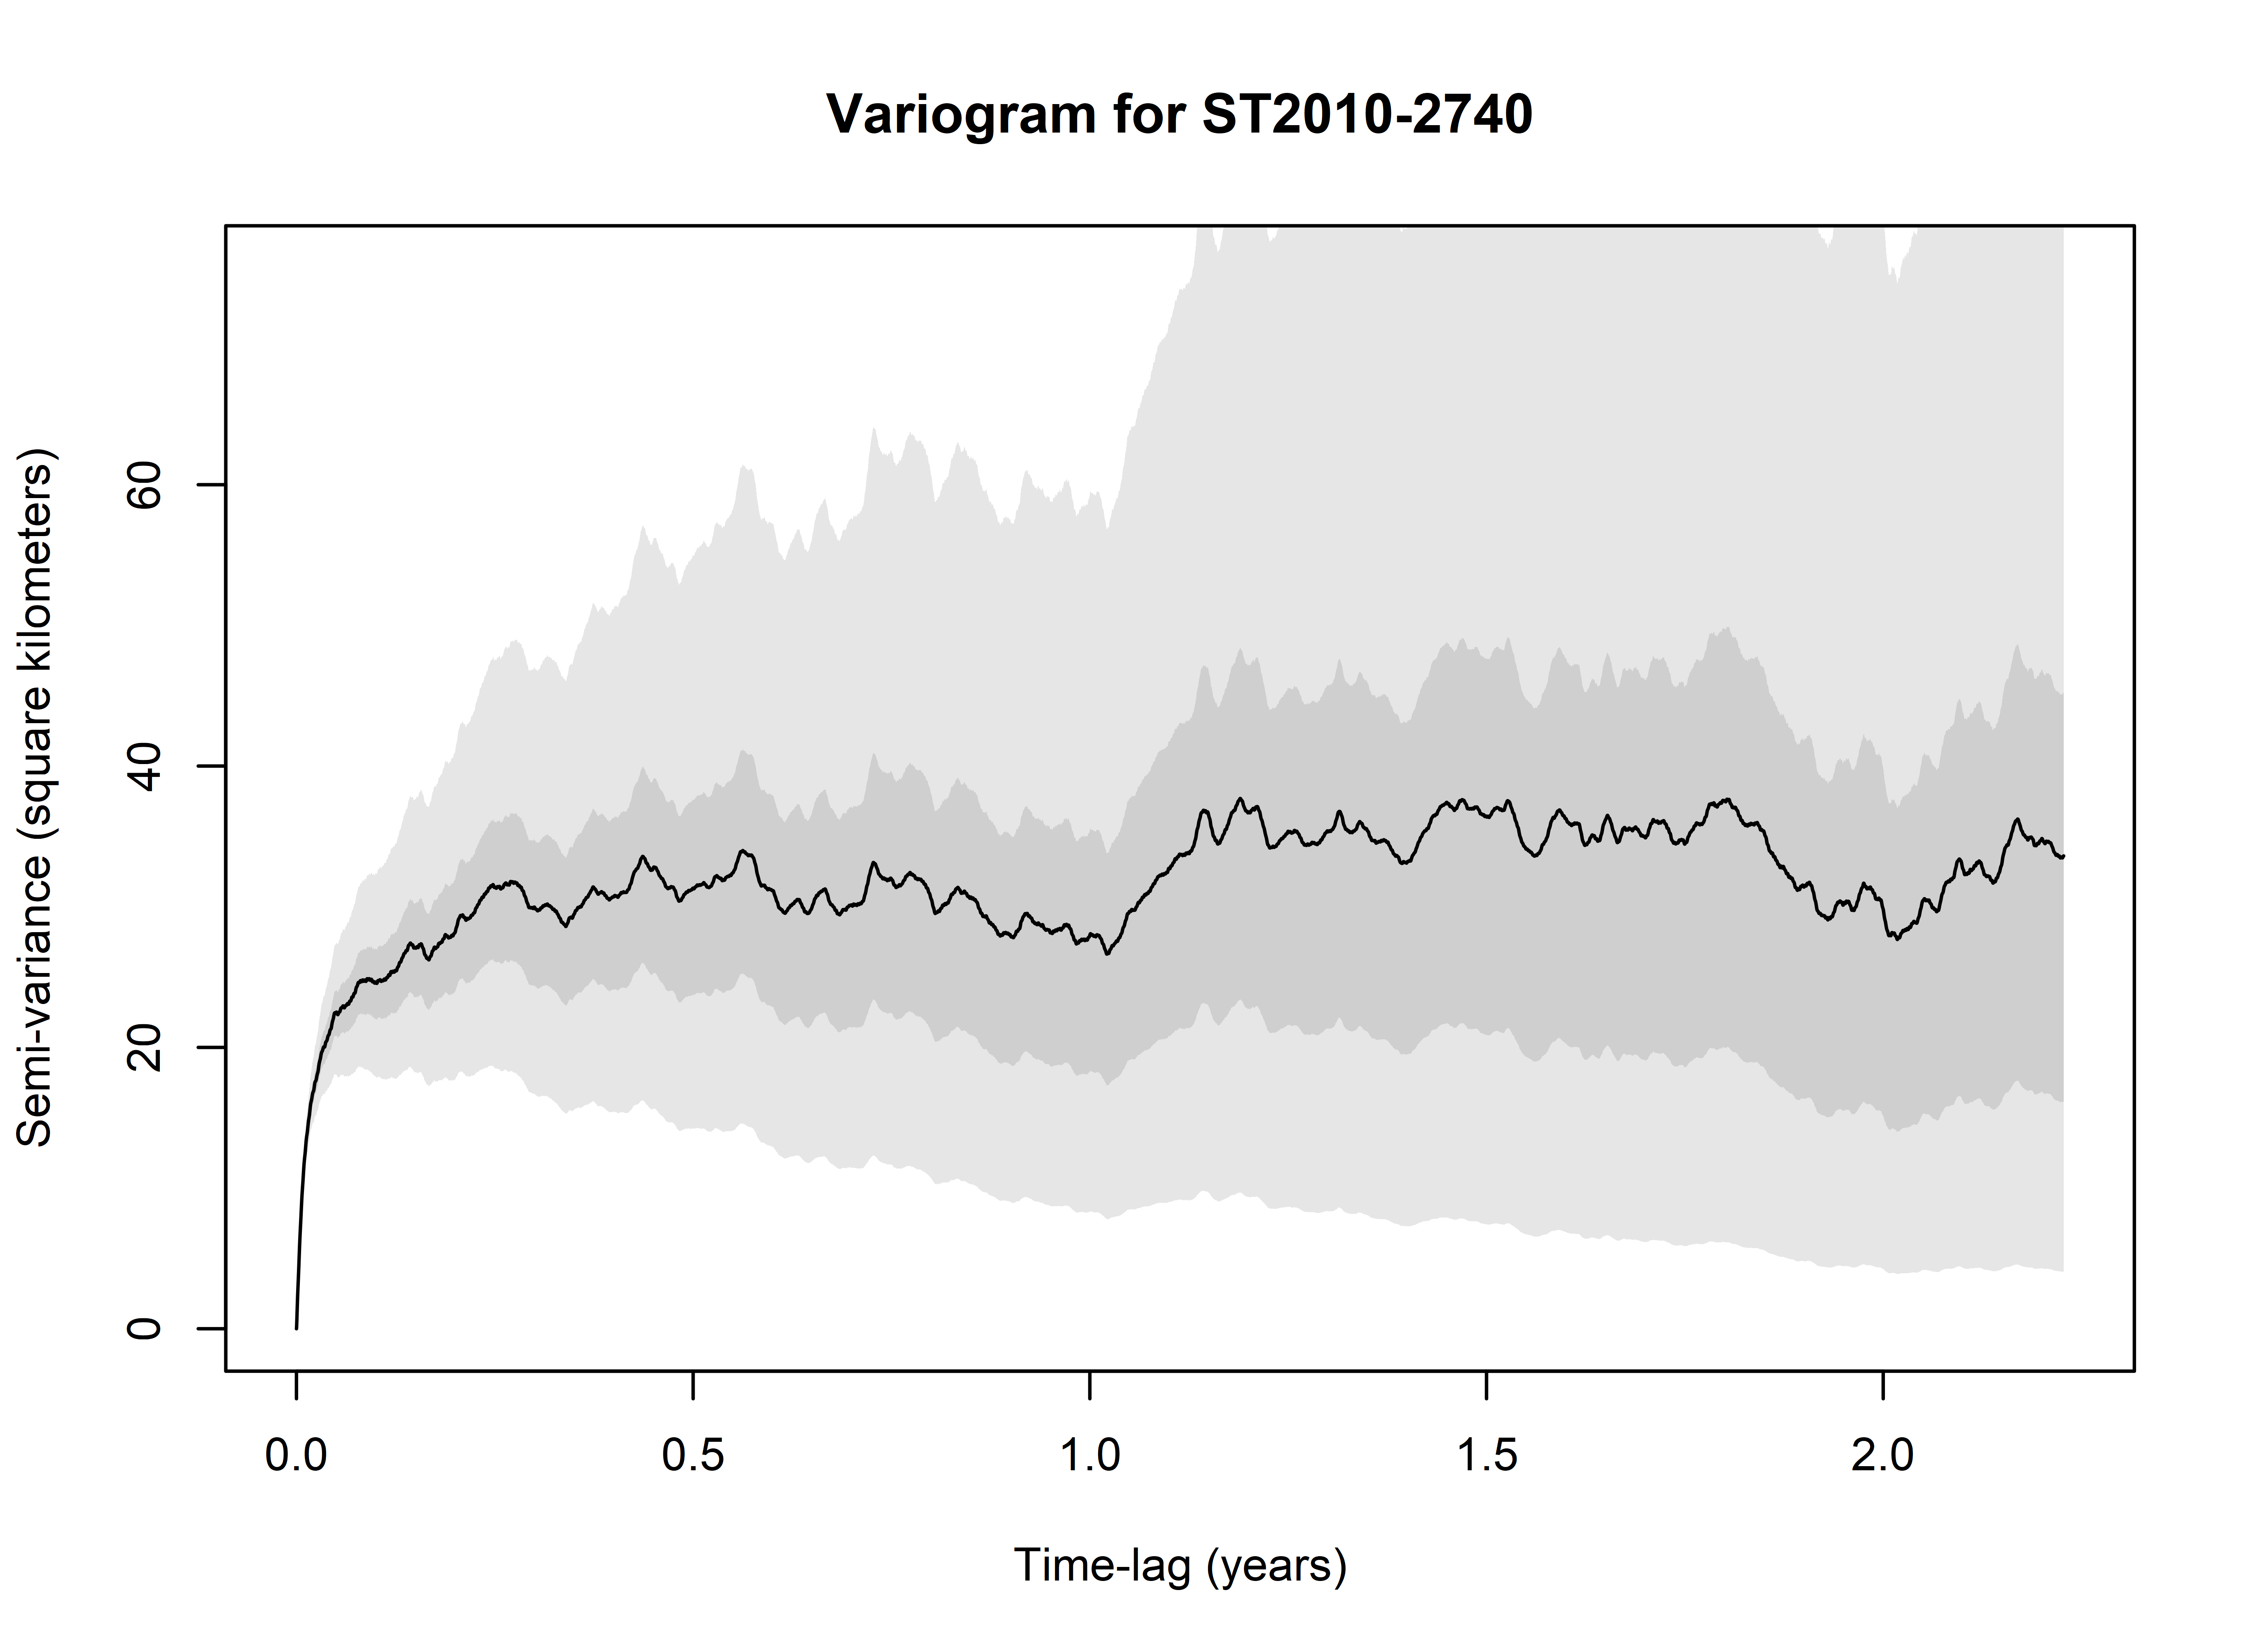 Variogram for ST2010-2740
Semi-variance (square kilometers)
60
40
20
0
0.0 0.5 1.0 1.5 2.0
Time-lag (years)